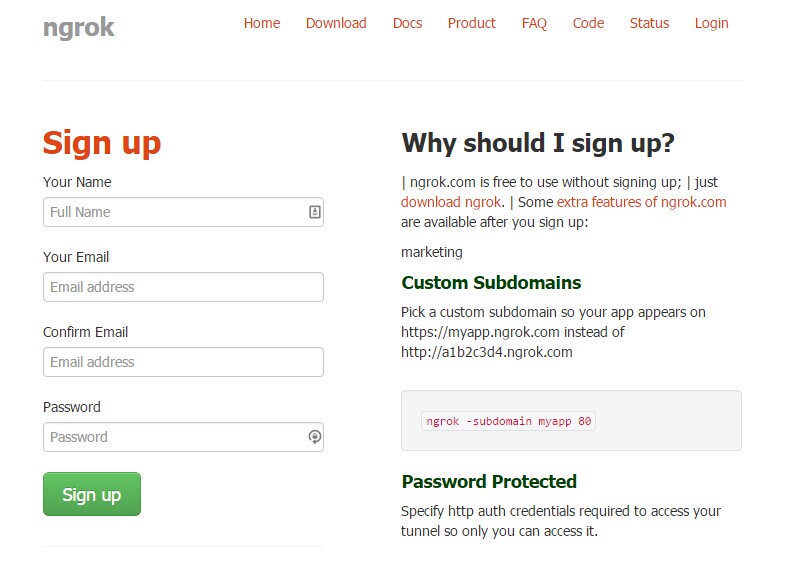 ngrok
Home Download Docs Product FAQ Code Status Login
Sign up
Your Name
Full Name
Your Email
Email address
Confirm Email
Email address
Password
Password
Sign up
Why should I sign up?
| ngrok.com is free to use without signing up; | just
download ngrok. | Some extra features of ngrok.com
are available after you sign up:
marketing
Custom Subdomains
Pick a custom subdomain so your app appears on
https://myapp.ngrok.com instead of
http://a1b2c3d4.ngrok.com
ngrok -subdomain myapp 80
Password Protected
Specify http auth credentials required to access your
tunnel so only you can access it.